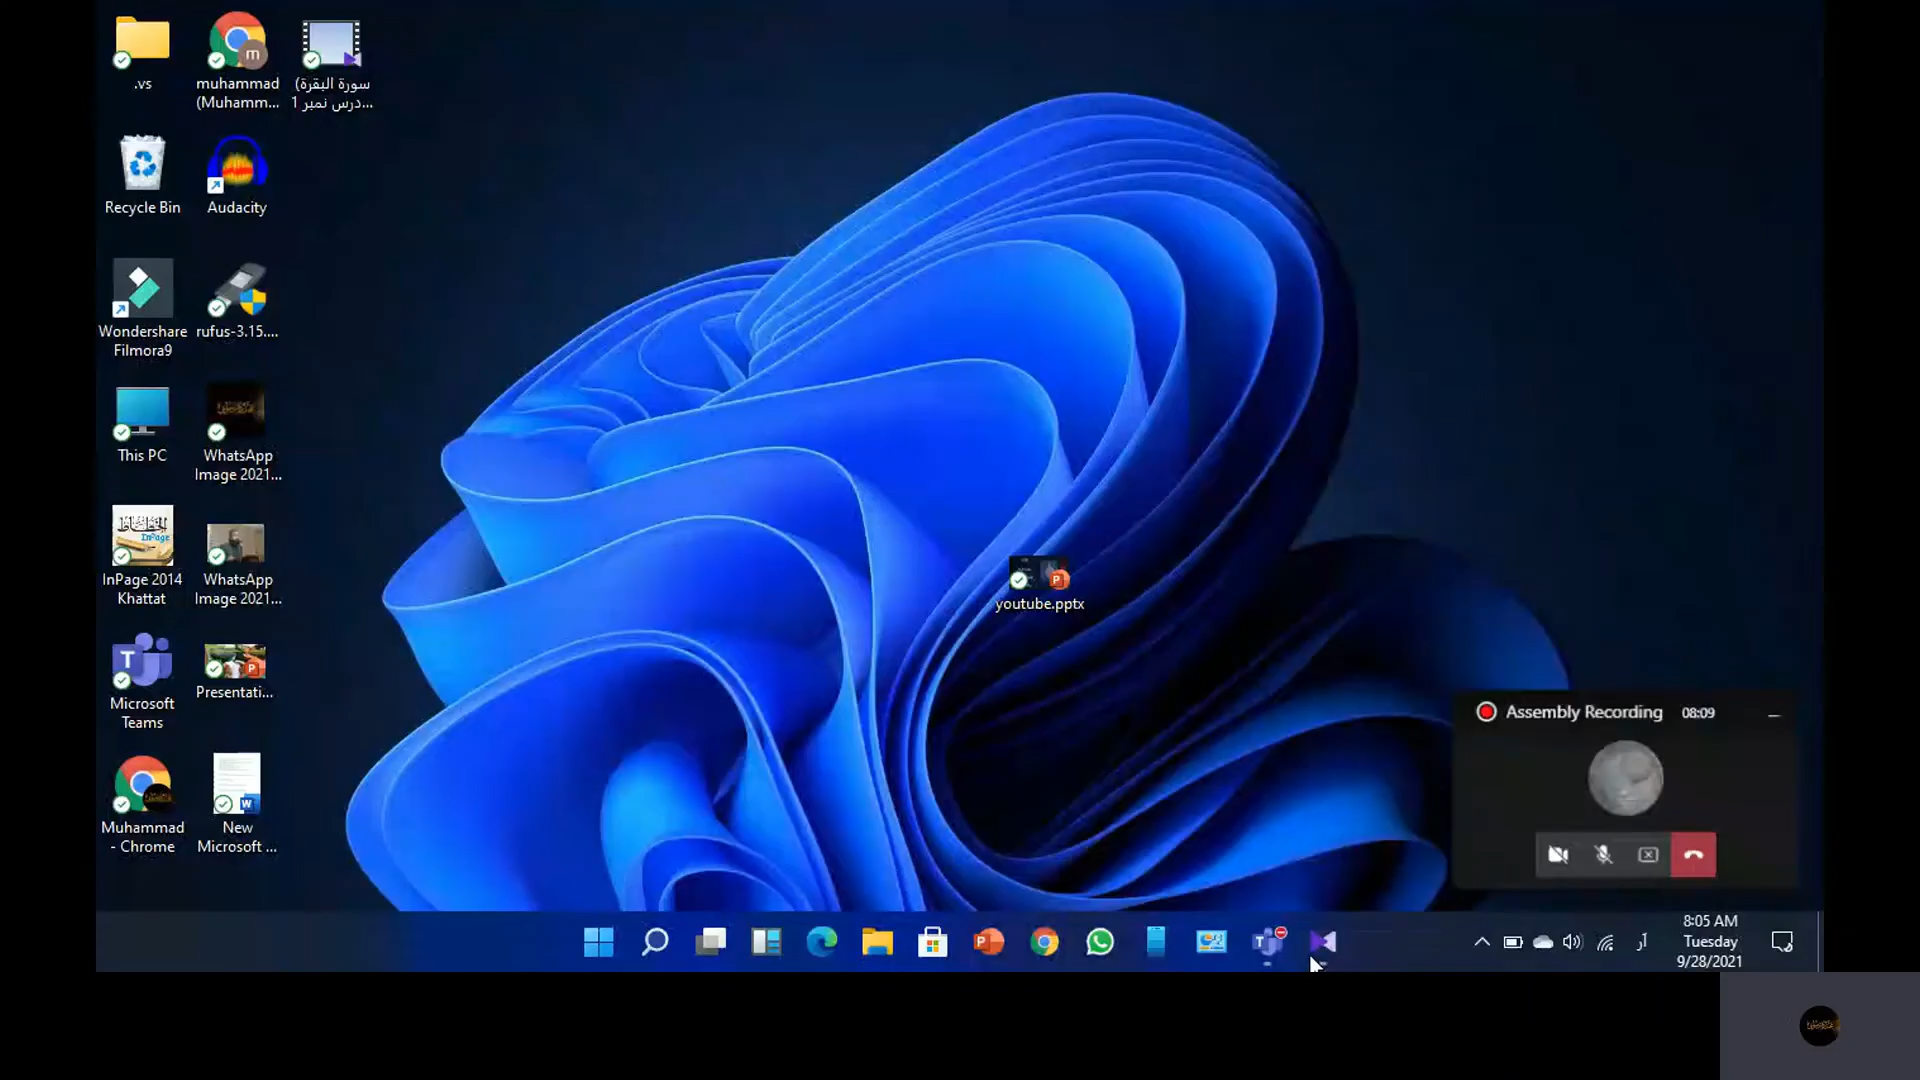 .vs
muhammad
(Muhamm...
سورة البقرة)
درس نمبر 1...
Recycle Bin
Audacity
Wondershare
Filmora9
rufus-3.15....
This PC
WhatsApp
Image 2021...
InPage
InPage 2014
Khattat
WhatsApp
Image 2021...
Microsoft
Teams
Presentati...
Muhammad
- Chrome
New
Microsoft ...
youtube.pptx
Assembly Recording 08:09
8:05 AM
Tuesday
9/28/2021